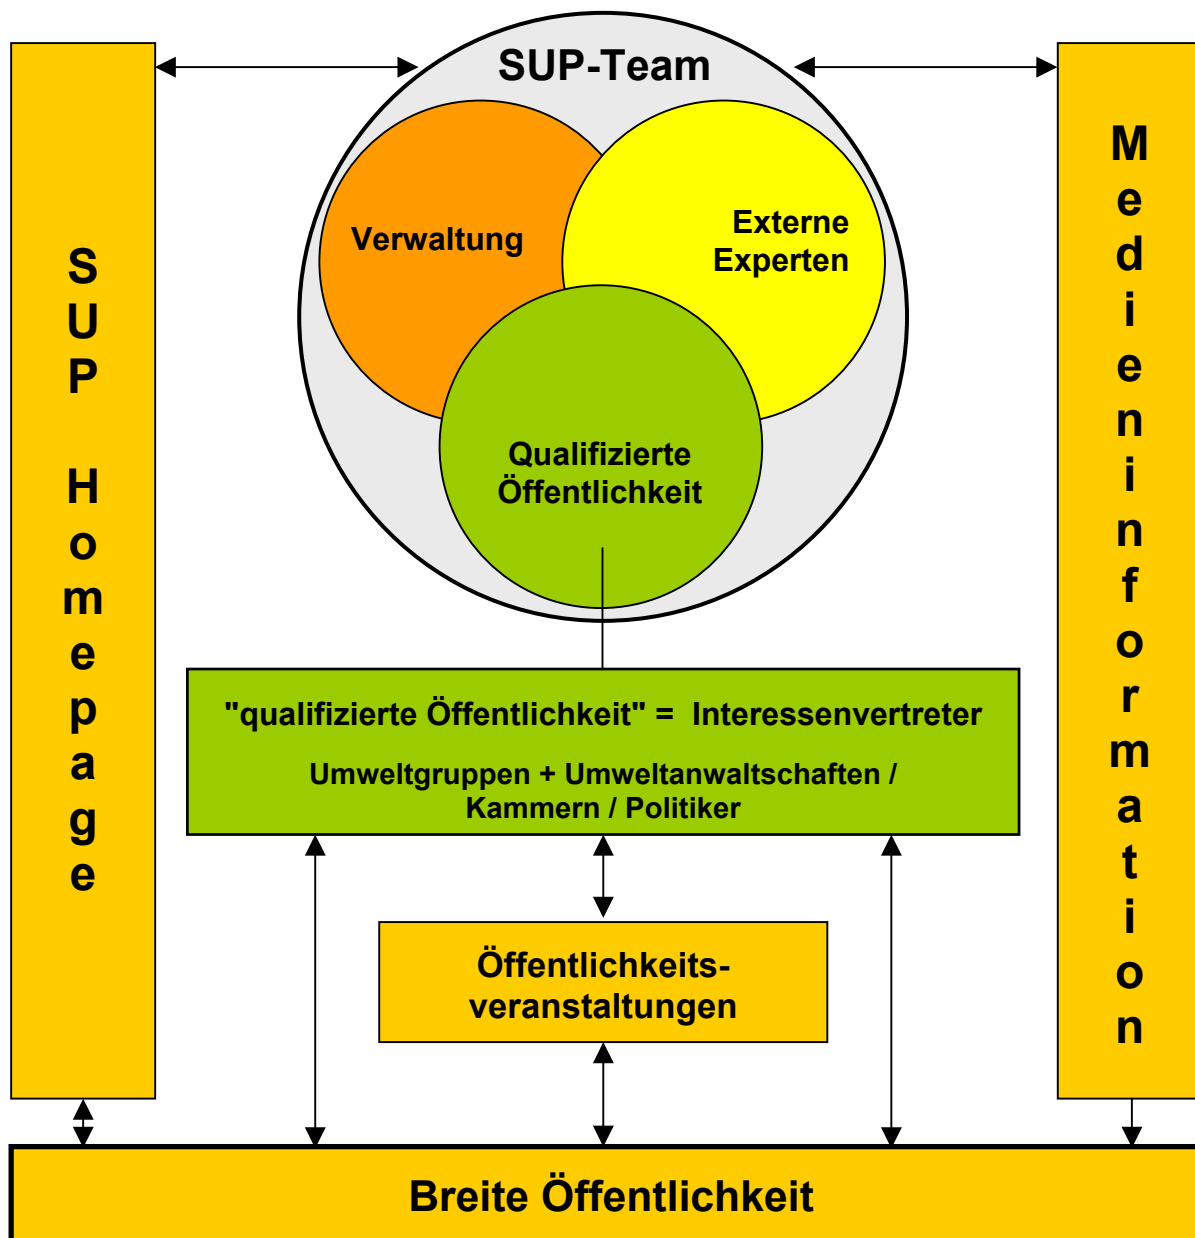 SUP-Team
Verwaltung
Externe
Experten
Qualifizierte
Öffentlichkeit
SUP Homepage
Medieninformation
"qualifizierte Öffentlichkeit" = Interessenvertreter
Umweltgruppen + Umweltanwaltschaften /
Kammern / Politiker
Öffentlichkeits-
veranstaltungen
Breite Öffentlichkeit